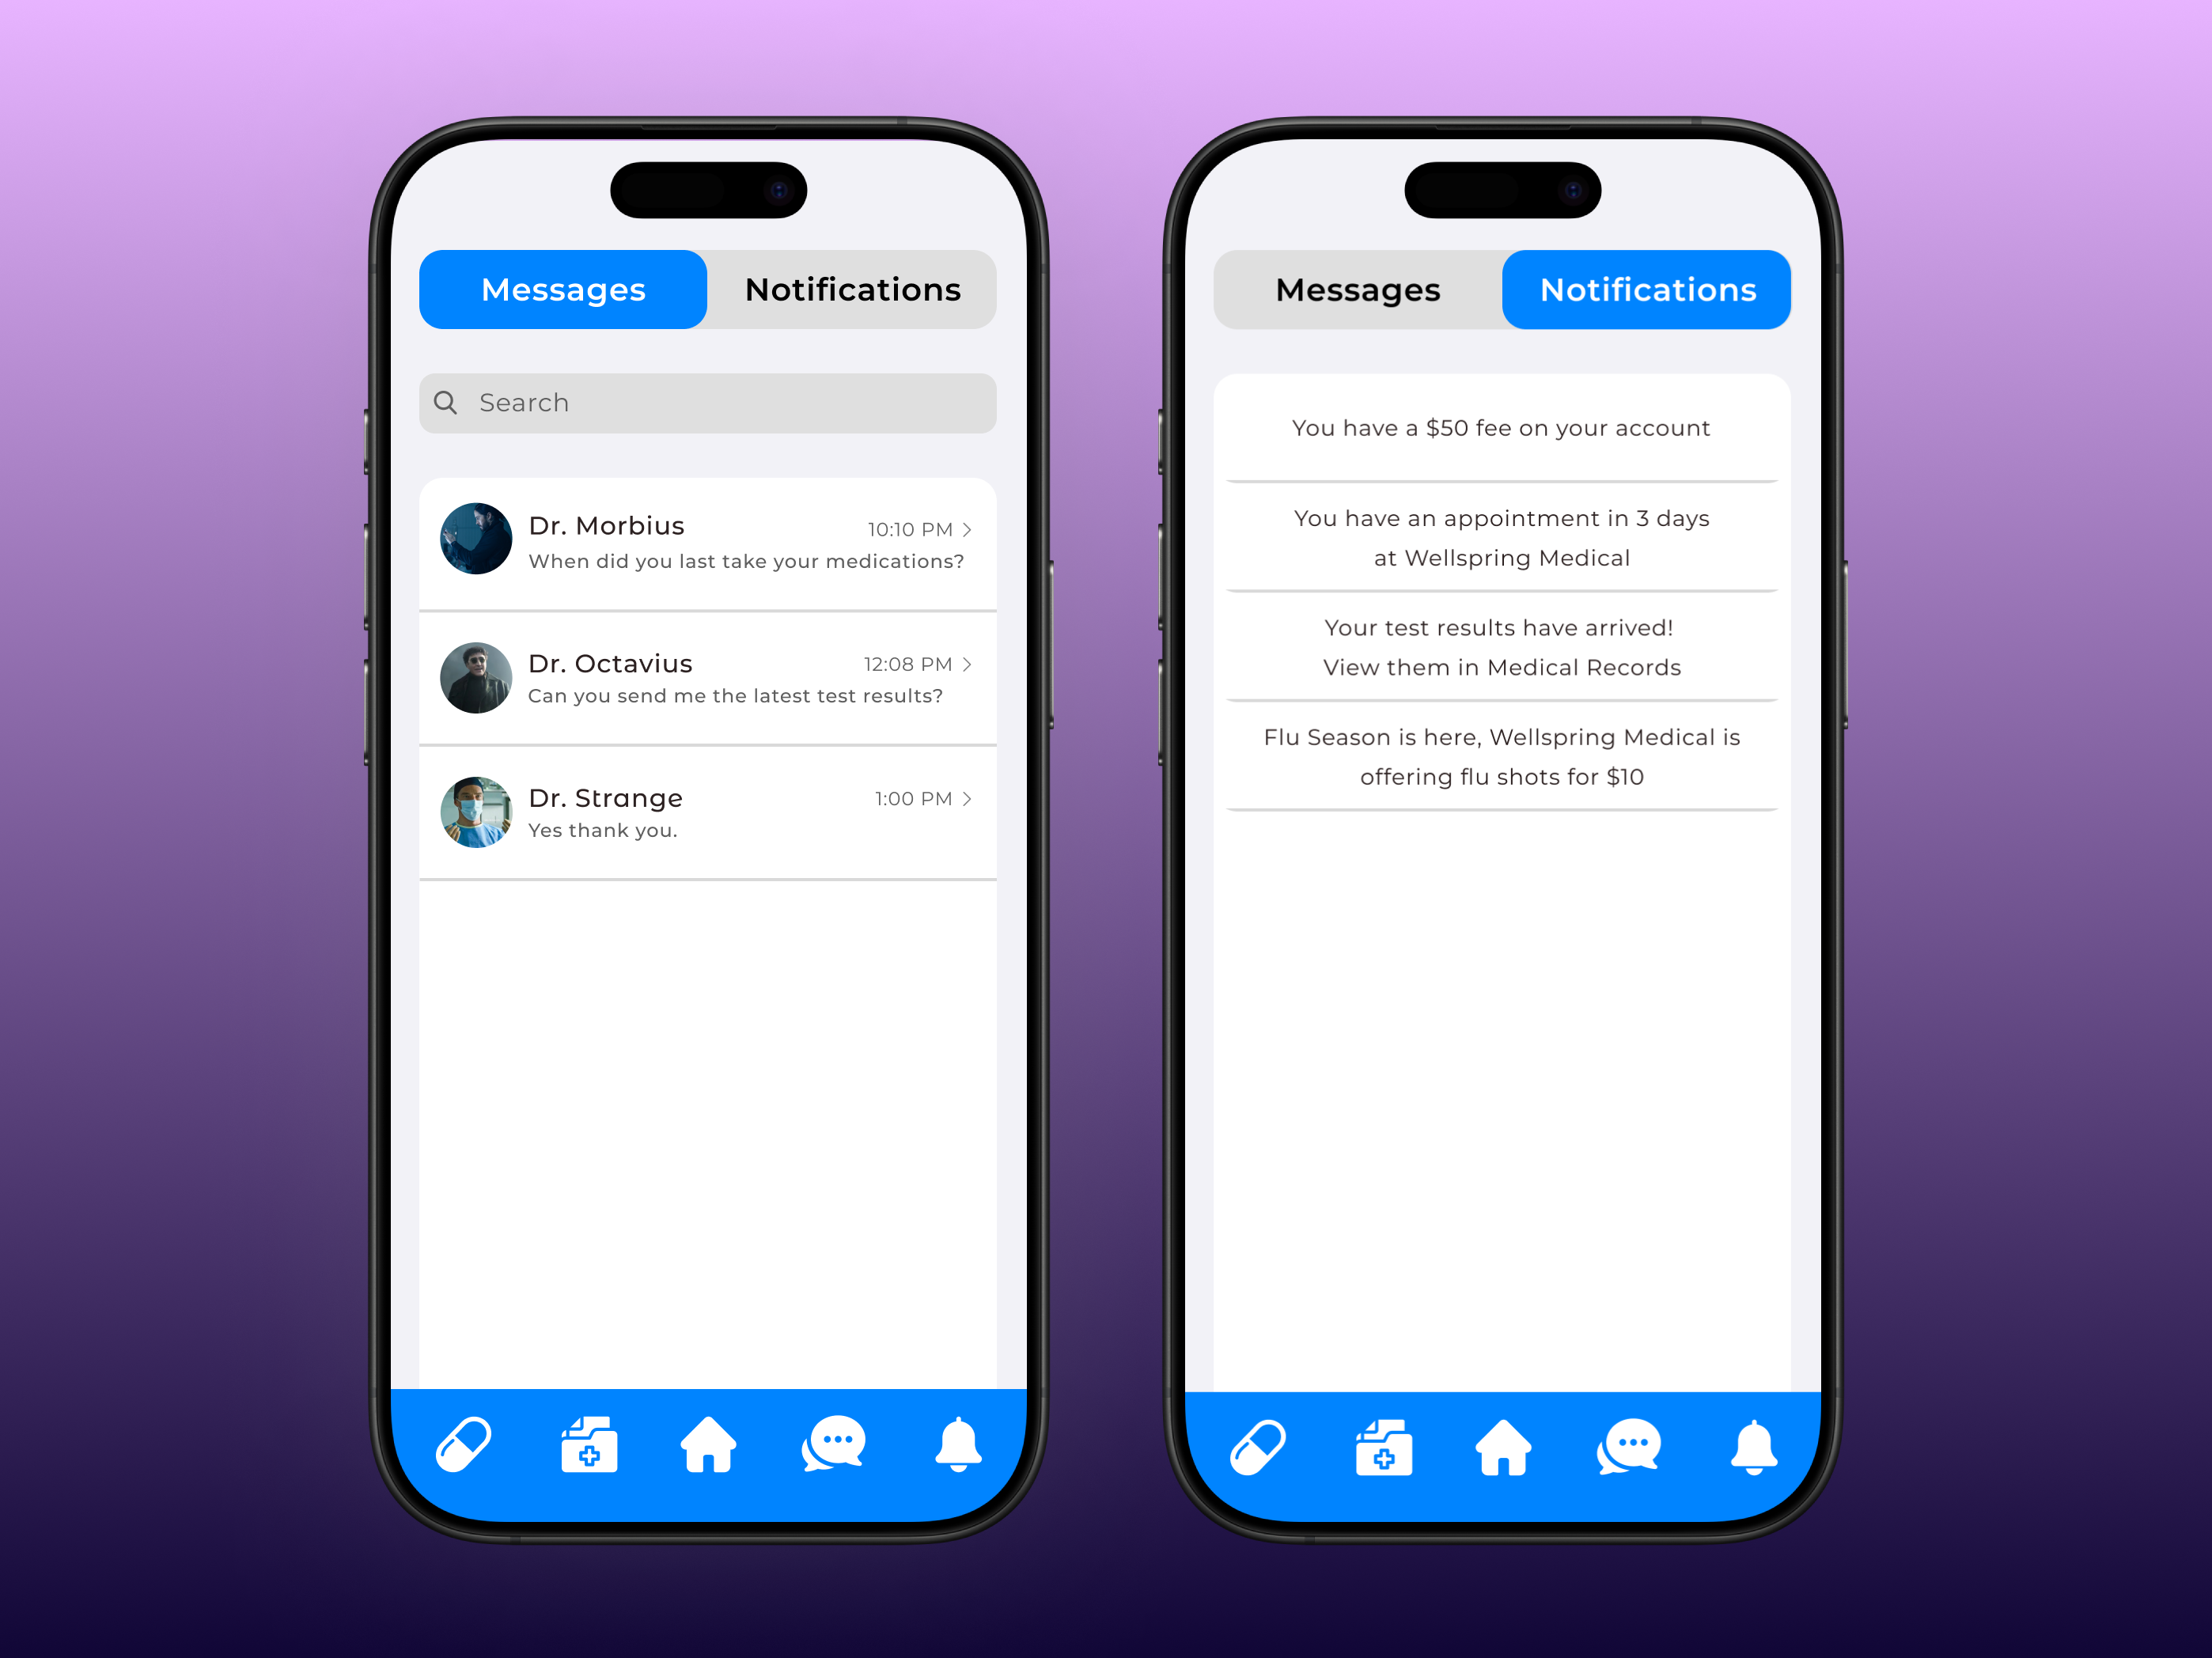 Messages
Notifications
Search
Dr. Morbius
10:10 PM
When did you last take your medications?
Dr. Octavius
12:08 PM
Can you send me the latest test results?
Dr. Strange
1:00 PM
Yes thank you.
Messages
Notifications
You have a $50 fee on your account
You have an appointment in 3 days
at Wellspring Medical
Your test results have arrived!
View them in Medical Records
Flu Season is here, Wellspring Medical is
offering flu shots for $10